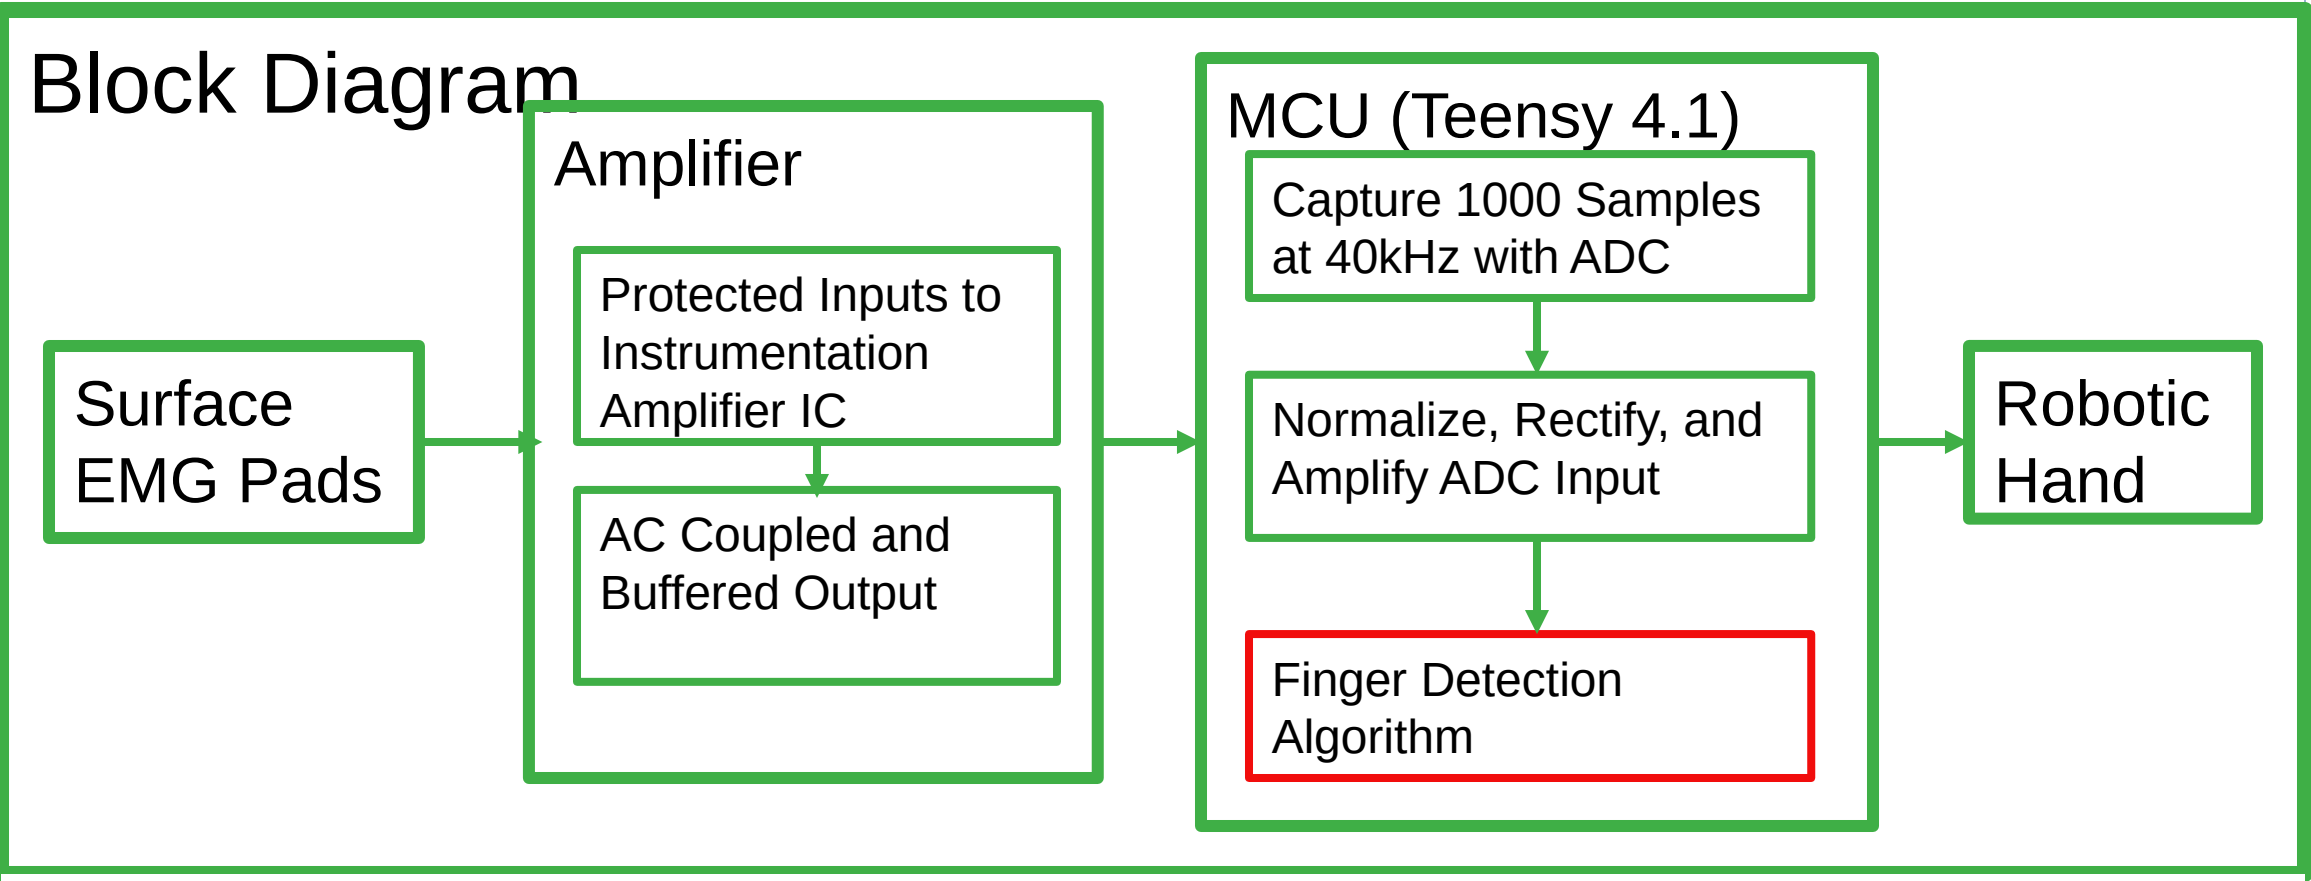 Block Diagram
Surface
EMG Pads
Amplifier
Protected Inputs to
Instrumentation
Amplifier IC
AC Coupled and
Buffered Output
MCU (Teensy 4.1)
Capture 1000 Samples
at 40kHz with ADC
Normalize, Rectify, and
Amplify ADC Input
Finger Detection
Algorithm
Robotic
Hand